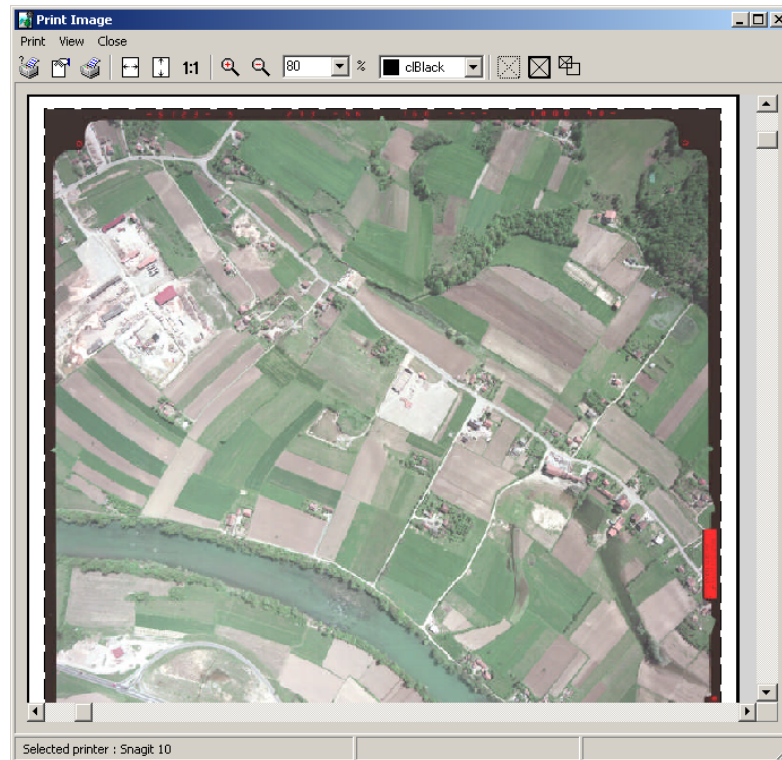 Print Image
Print View Close
1:1 80 % clBlack
Selected printer : Snagit 10